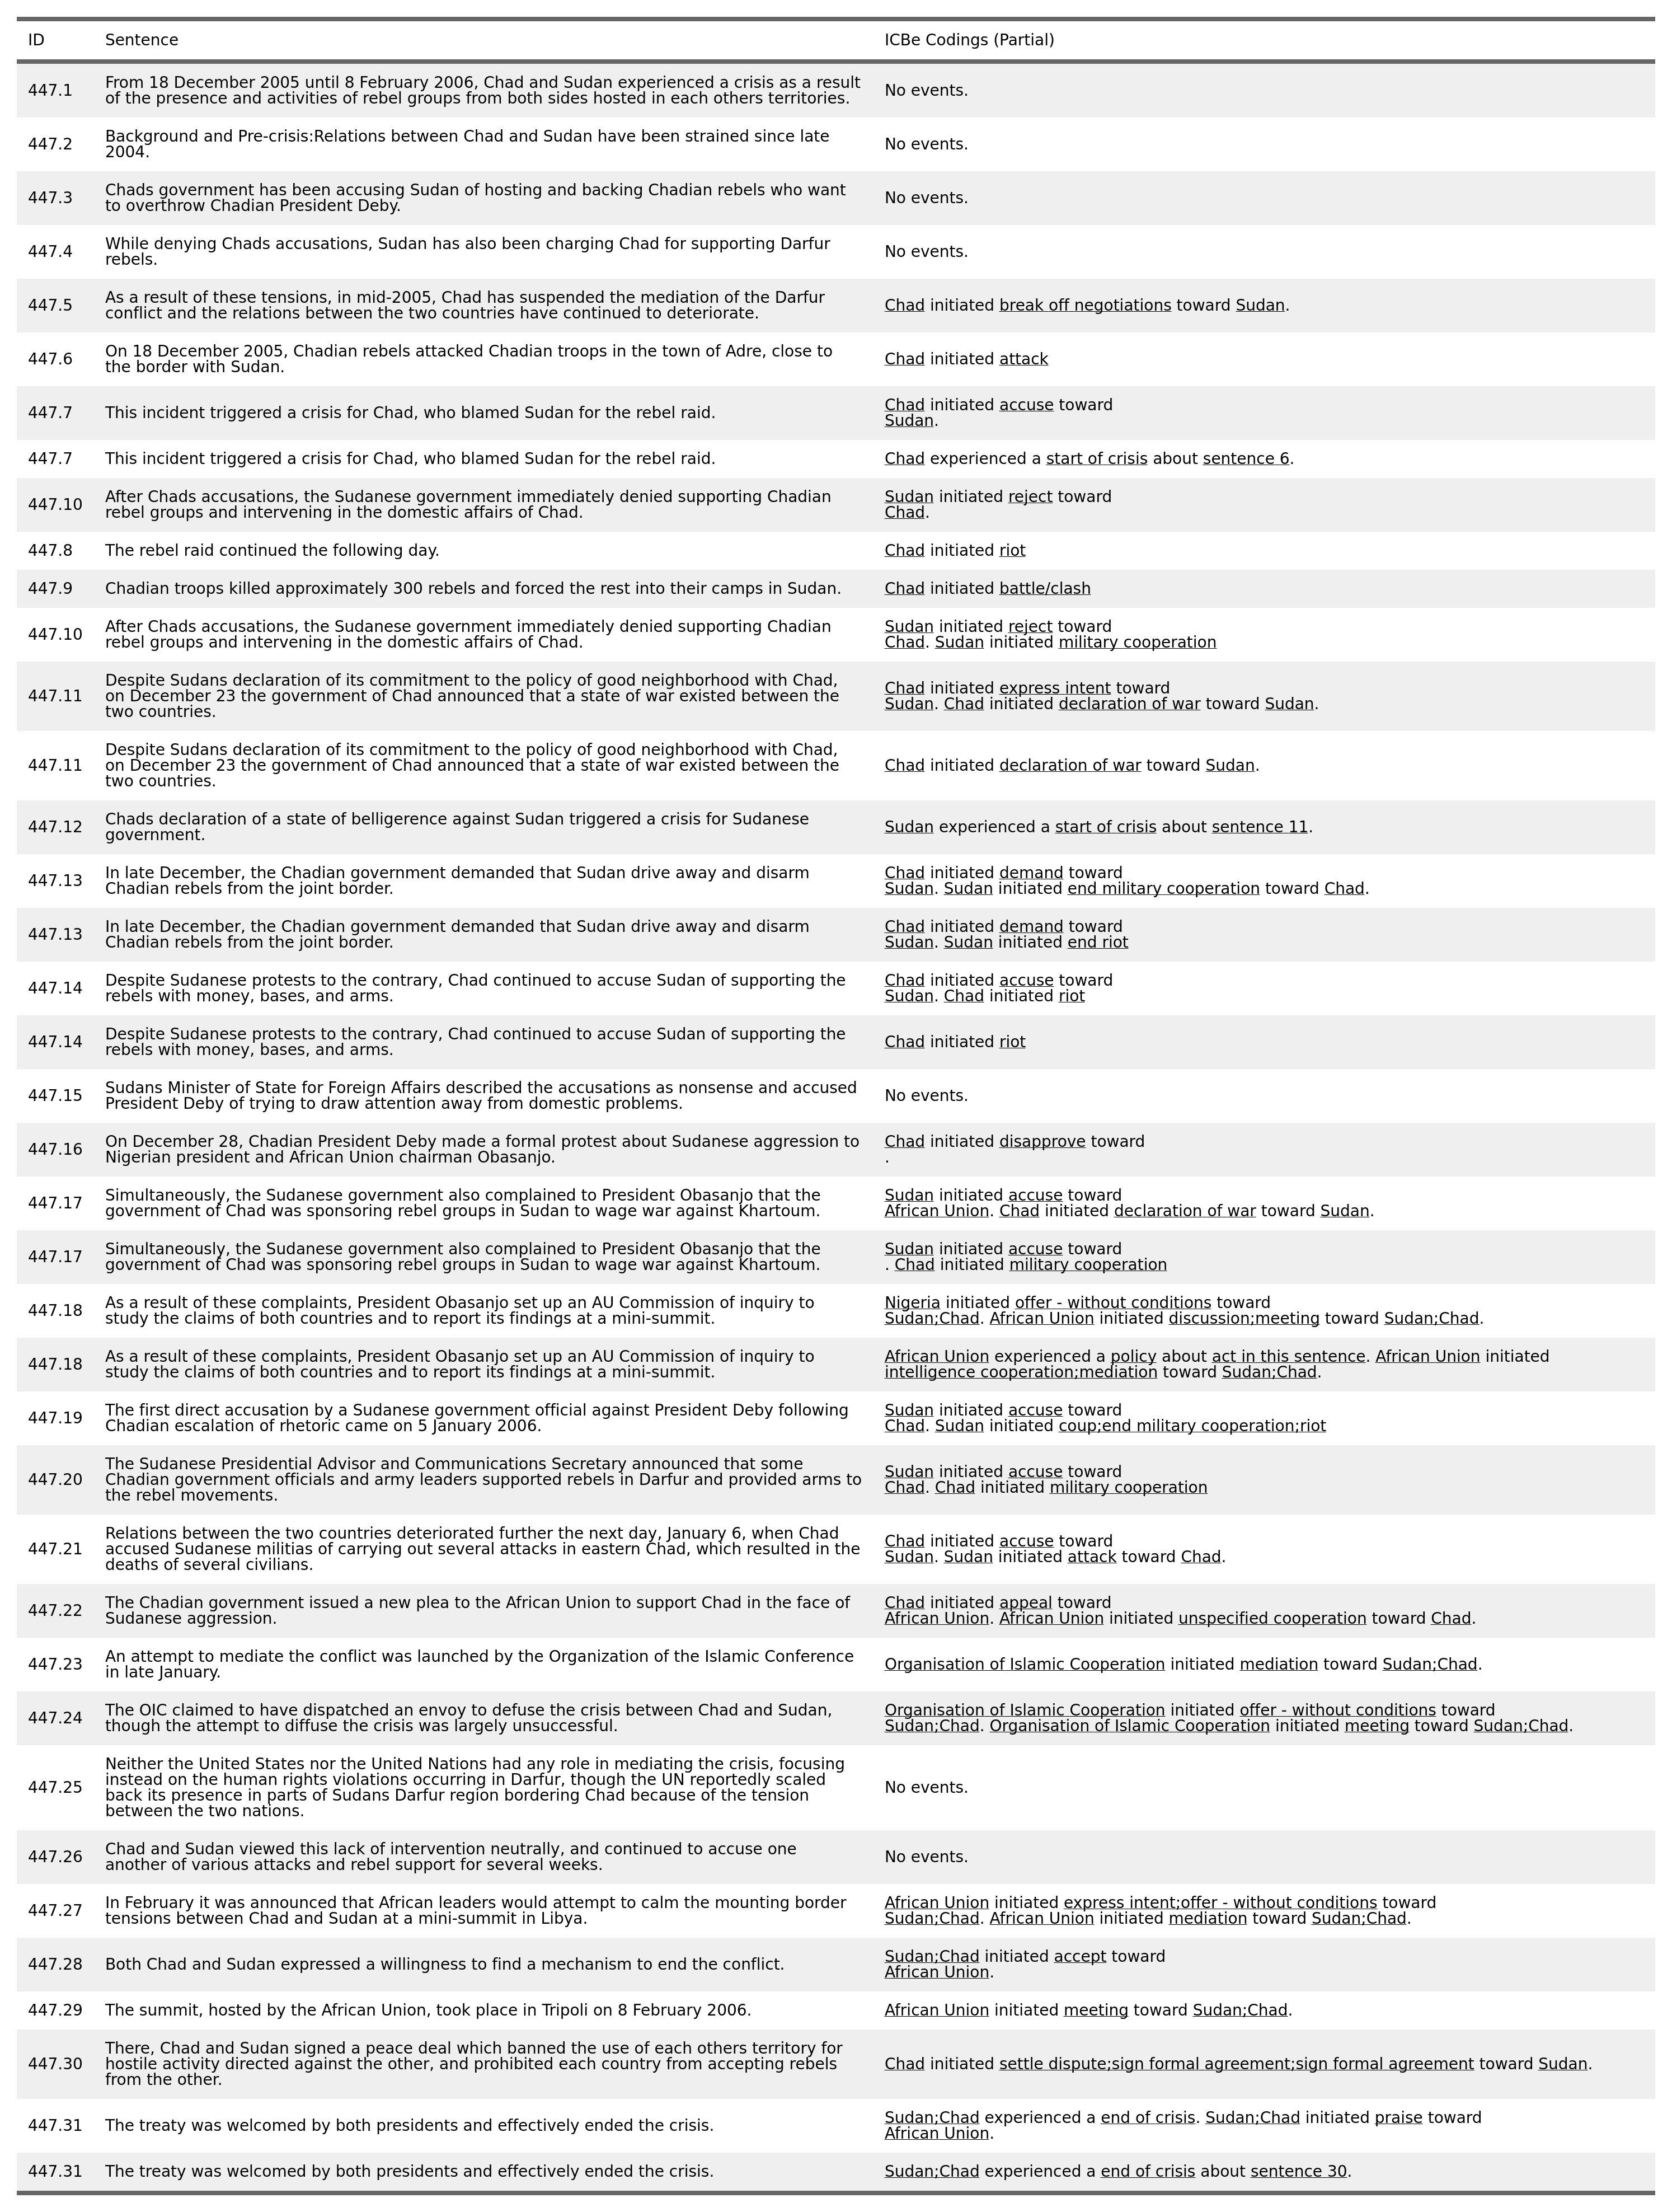 ID Sentence ICBe Codings (Partial)
447.1 From 18 December 2005 until 8 February 2006, Chad and Sudan experienced a crisis as a result
of the presence and activities of rebel groups from both sides hosted in each others territories. No events.
447.2 Background and Pre-crisis:Relations between Chad and Sudan have been strained since late
2004. No events.
447.3 Chads government has been accusing Sudan of hosting and backing Chadian rebels who want
to overthrow Chadian President Deby. No events.
447.4 While denying Chads accusations, Sudan has also been charging Chad for supporting Darfur
rebels. No events.
447.5 As a result of these tensions, in mid-2005, Chad has suspended the mediation of the Darfur
conflict and the relations between the two countries have continued to deteriorate. Chad initiated break off negotiations toward Sudan.
447.6 On 18 December 2005, Chadian rebels attacked Chadian troops in the town of Adre, close to
the border with Sudan. Chad initiated attack
447.7 This incident triggered a crisis for Chad, who blamed Sudan for the rebel raid. Chad initiated accuse toward
Sudan.
447.7 This incident triggered a crisis for Chad, who blamed Sudan for the rebel raid. Chad experienced a start of crisis about sentence 6.
447.10 After Chads accusations, the Sudanese government immediately denied supporting Chadian
rebel groups and intervening in the domestic affairs of Chad. Sudan initiated reject toward
Chad.
447.8 The rebel raid continued the following day. Chad initiated riot
447.9 Chadian troops killed approximately 300 rebels and forced the rest into their camps in Sudan. Chad initiated battle/clash
447.10 After Chads accusations, the Sudanese government immediately denied supporting Chadian
rebel groups and intervening in the domestic affairs of Chad. Sudan initiated reject toward
Chad. Sudan initiated military cooperation
447.11 Despite Sudans declaration of its commitment to the policy of good neighborhood with Chad,
on December 23 the government of Chad announced that a state of war existed between the
two countries. Chad initiated express intent toward
Sudan. Chad initiated declaration of war toward Sudan.
447.11 Despite Sudans declaration of its commitment to the policy of good neighborhood with Chad,
on December 23 the government of Chad announced that a state of war existed between the
two countries. Chad initiated declaration of war toward Sudan.
447.12 Chads declaration of a state of belligerence against Sudan triggered a crisis for Sudanese
government. Sudan experienced a start of crisis about sentence 11.
447.13 In late December, the Chadian government demanded that Sudan drive away and disarm
Chadian rebels from the joint border. Chad initiated demand toward
Sudan. Sudan initiated end military cooperation toward Chad.
447.13 In late December, the Chadian government demanded that Sudan drive away and disarm
Chadian rebels from the joint border. Chad initiated demand toward
Sudan. Sudan initiated end riot
447.14 Despite Sudanese protests to the contrary, Chad continued to accuse Sudan of supporting the
rebels with money, bases, and arms. Chad initiated accuse toward
Sudan. Chad initiated riot
447.14 Despite Sudanese protests to the contrary, Chad continued to accuse Sudan of supporting the
rebels with money, bases, and arms. Chad initiated riot
447.15 Sudans Minister of State for Foreign Affairs described the accusations as nonsense and accused
President Deby of trying to draw attention away from domestic problems. No events.
447.16 On December 28, Chadian President Deby made a formal protest about Sudanese aggression to
Nigerian president and African Union chairman Obasanjo. Chad initiated disapprove toward
.
447.17 Simultaneously, the Sudanese government also complained to President Obasanjo that the
government of Chad was sponsoring rebel groups in Sudan to wage war against Khartoum. Sudan initiated accuse toward
African Union. Chad initiated declaration of war toward Sudan.
447.17 Simultaneously, the Sudanese government also complained to President Obasanjo that the
government of Chad was sponsoring rebel groups in Sudan to wage war against Khartoum. Sudan initiated accuse toward
. Chad initiated military cooperation
447.18 As a result of these complaints, President Obasanjo set up an AU Commission of inquiry to
study the claims of both countries and to report its findings at a mini-summit. Nigeria initiated offer - without conditions toward
Sudan;Chad. African Union initiated discussion;meeting toward Sudan;Chad.
447.18 As a result of these complaints, President Obasanjo set up an AU Commission of inquiry to
study the claims of both countries and to report its findings at a mini-summit. African Union experienced a policy about act in this sentence. African Union initiated
intelligence cooperation;mediation toward Sudan;Chad.
447.19 The first direct accusation by a Sudanese government official against President Deby following
Chadian escalation of rhetoric came on 5 January 2006. Sudan initiated accuse toward
Chad. Sudan initiated coup;end military cooperation;riot
447.20 The Sudanese Presidential Advisor and Communications Secretary announced that some
Chadian government officials and army leaders supported rebels in Darfur and provided arms to
the rebel movements. Sudan initiated accuse toward
Chad. Chad initiated military cooperation
447.21 Relations between the two countries deteriorated further the next day, January 6, when Chad
accused Sudanese militias of carrying out several attacks in eastern Chad, which resulted in the
deaths of several civilians. Chad initiated accuse toward
Sudan. Sudan initiated attack toward Chad.
447.22 The Chadian government issued a new plea to the African Union to support Chad in the face of
Sudanese aggression. Chad initiated appeal toward
African Union. African Union initiated unspecified cooperation toward Chad.
447.23 An attempt to mediate the conflict was launched by the Organization of the Islamic Conference
in late January. Organisation of Islamic Cooperation initiated mediation toward Sudan;Chad.
447.24 The OIC claimed to have dispatched an envoy to defuse the crisis between Chad and Sudan,
though the attempt to diffuse the crisis was largely unsuccessful. Organisation of Islamic Cooperation initiated offer - without conditions toward
Sudan;Chad. Organisation of Islamic Cooperation initiated meeting toward Sudan;Chad.
447.25 Neither the United States nor the United Nations had any role in mediating the crisis, focusing
instead on the human rights violations occurring in Darfur, though the UN reportedly scaled
back its presence in parts of Sudans Darfur region bordering Chad because of the tension
between the two nations. No events.
447.26 Chad and Sudan viewed this lack of intervention neutrally, and continued to accuse one
another of various attacks and rebel support for several weeks. No events.
447.27 In February it was announced that African leaders would attempt to calm the mounting border
tensions between Chad and Sudan at a mini-summit in Libya. African Union initiated express intent;offer - without conditions toward
Sudan;Chad. African Union initiated mediation toward Sudan;Chad.
447.28 Both Chad and Sudan expressed a willingness to find a mechanism to end the conflict. Sudan;Chad initiated accept toward
African Union.
447.29 The summit, hosted by the African Union, took place in Tripoli on 8 February 2006. African Union initiated meeting toward Sudan;Chad.
447.30 There, Chad and Sudan signed a peace deal which banned the use of each others territory for
hostile activity directed against the other, and prohibited each country from accepting rebels
from the other. Chad initiated settle dispute;sign formal agreement;sign formal agreement toward Sudan.
447.31 The treaty was welcomed by both presidents and effectively ended the crisis. Sudan;Chad experienced a end of crisis. Sudan;Chad initiated praise toward
African Union.
447.31 The treaty was welcomed by both presidents and effectively ended the crisis. Sudan;Chad experienced a end of crisis about sentence 30.